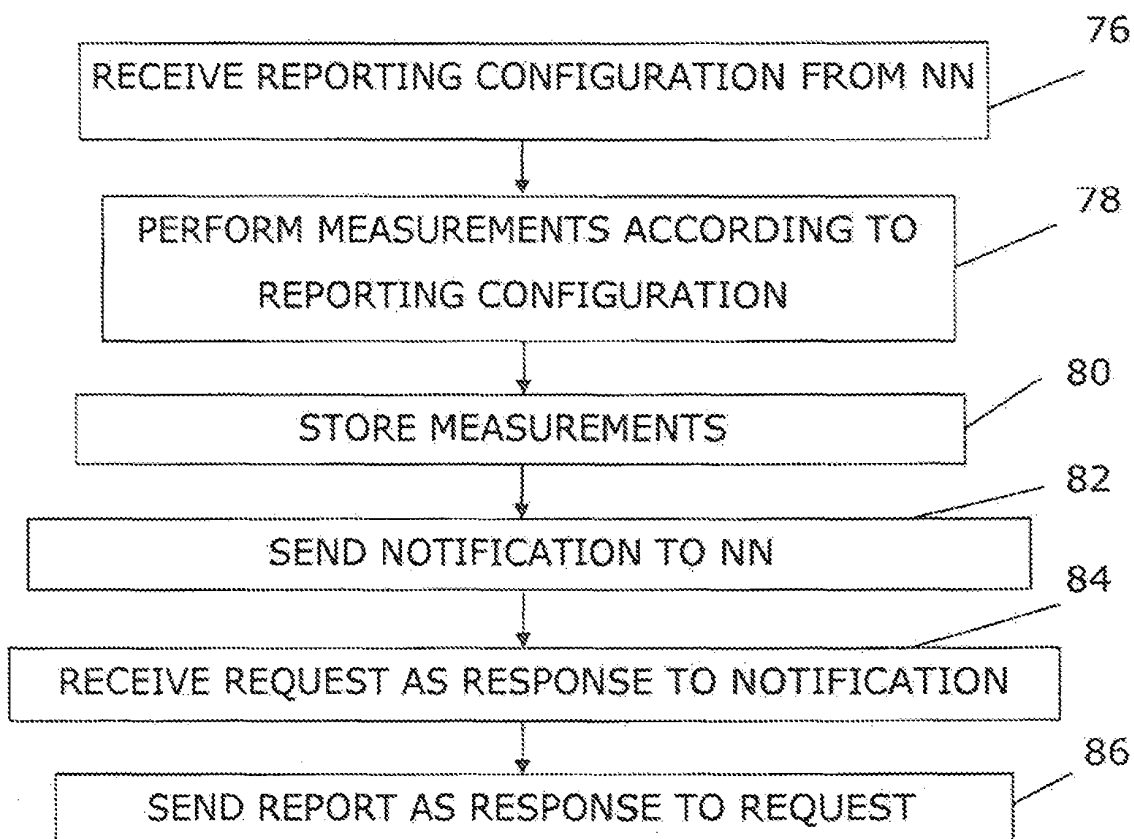 76
RECEIVE REPORTING CONFIGURATION FROM NN
78
PERFORM MEASUREMENTS ACCORDING TO
REPORTING CONFIGURATION
80
STORE MEASUREMENTS
82
SEND NOTIFICATION TO NN
84
RECEIVE REQUEST AS RESPONSE TO NOTIFICATION
86
SEND REPORT AS RESPONSE TO REQUEST